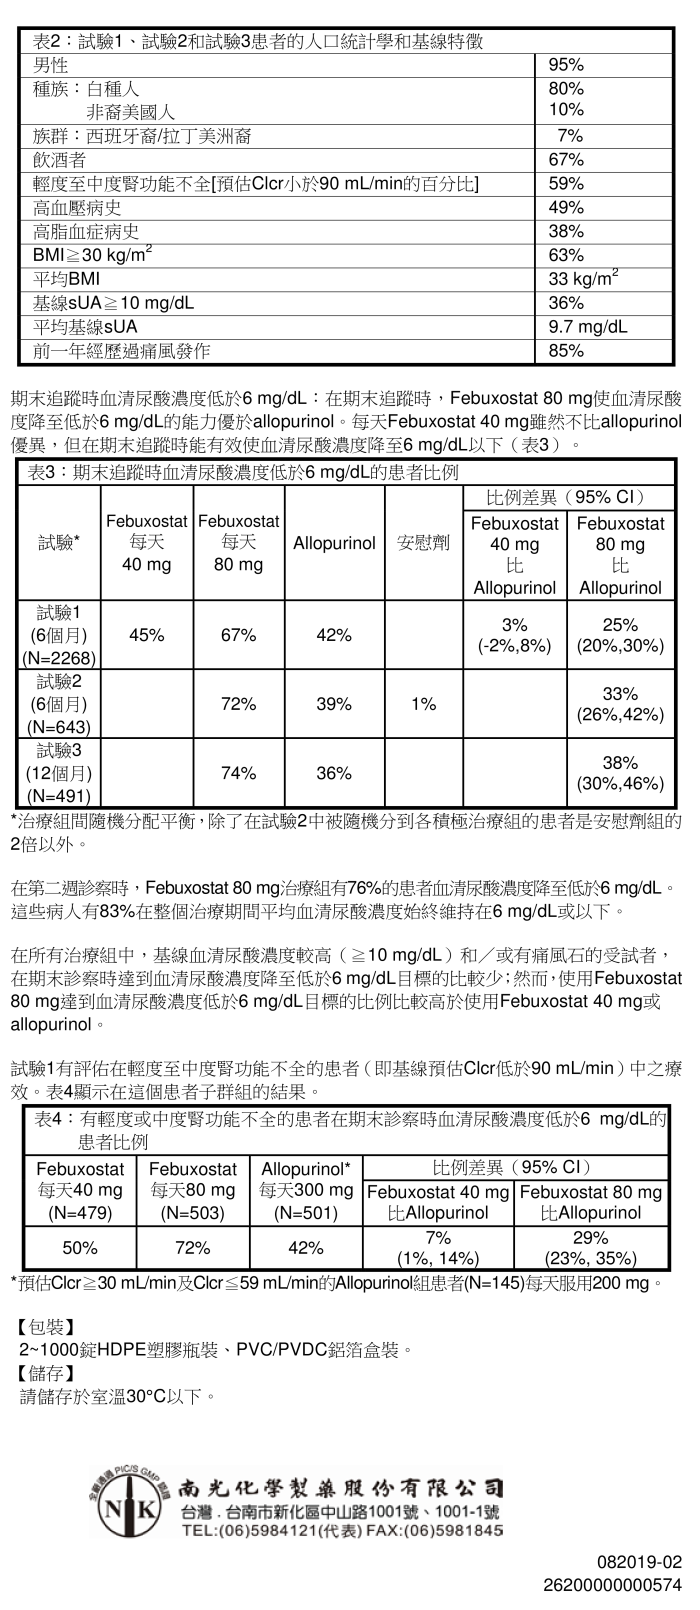 表2：試驗1、試驗2和試驗3患者的人口統計學和基線特徵
男性 95%
種族：白種人 80%
非裔美國人 10%
族群：西班牙裔/拉丁美洲裔 7%
飲酒者 67%
輕度至中度腎功能不全[預估Clcr小於90 mL/min的百分比] 59%
高血壓病史 49%
高脂血症病史 38%
BMI≧30 kg/m² 63%
平均BMI 33 kg/m²
基線sUA≧10 mg/dL 36%
平均基線sUA 9.7 mg/dL
前一年經歷過痛風發作 85%
期末追蹤時血清尿酸濃度低於6 mg/dL：在期末追蹤時，Febuxostat 80 mg使血清尿酸
度降至低於6 mg/dL的能力優於allopurinol。每天Febuxostat 40 mg雖然不比allopurinol
優異，但在期末追蹤時能有效使血清尿酸濃度降至6 mg/dL以下（表3）。
表3：期末追蹤時血清尿酸濃度低於6 mg/dL的患者比例
試驗*
Febuxostat
每天
40 mg
Febuxostat
每天
80 mg
Allopurinol
安慰劑
比例差異（95% CI）
Febuxostat
40 mg
比
Allopurinol
Febuxostat
80 mg
比
Allopurinol
試驗1
(6個月)
(N=2268)
45%
67%
42%
3%
(-2%,8%)
25%
(20%,30%)
試驗2
(6個月)
(N=643)
72%
39%
1%
33%
(26%,42%)
試驗3
(12個月)
(N=491)
74%
36%
38%
(30%,46%)
*治療組間隨機分配平衡，除了在試驗2中被隨機分到各積極治療組的患者是安慰劑組的
2倍以外。
在第二週診察時，Febuxostat 80 mg治療組有76%的患者血清尿酸濃度降至低於6 mg/dL。
這些病人有83%在整個治療期間平均血清尿酸濃度始終維持在6 mg/dL或以下。
在所有治療組中，基線血清尿酸濃度較高（≧10 mg/dL）和／或有痛風石的受試者，
在期末診察時達到血清尿酸濃度降至低於6 mg/dL目標的比較少；然而，使用Febuxostat
80 mg達到血清尿酸濃度低於6 mg/dL目標的比例比較高於使用Febuxostat 40 mg或
allopurinol。
試驗1有評估在輕度至中度腎功能不全的患者（即基線預估Clcr低於90 mL/min）中之療
效。表4顯示在這個患者子群組的結果。
表4：有輕度或中度腎功能不全的患者在期末診察時血清尿酸濃度低於6 mg/dL的
患者比例
Febuxostat
每天40 mg
(N=479)
Febuxostat
每天80 mg
(N=503)
Allopurinol*
每天300 mg
(N=501)
比例差異（95% CI）
Febuxostat 40 mg
比Allopurinol
Febuxostat 80 mg
比Allopurinol
50%
72%
42%
7%
(1%, 14%)
29%
(23%, 35%)
*預估Clcr≧30 mL/min及Clcr≦59 mL/min的Allopurinol組患者(N=145)每天服用200 mg。
【包裝】
2~1000錠HDPE塑膠瓶裝、PVC/PVDC鋁箔盒裝。
【儲存】
請儲存於室溫30°C以下。
全廠通過PIC/S GMP認證
NK
南光化學製藥股份有限公司
台灣．台南市新化區中山路1001號、1001-1號
TEL:(06)5984121(代表) FAX:(06)5981845
082019-02
26200000000574